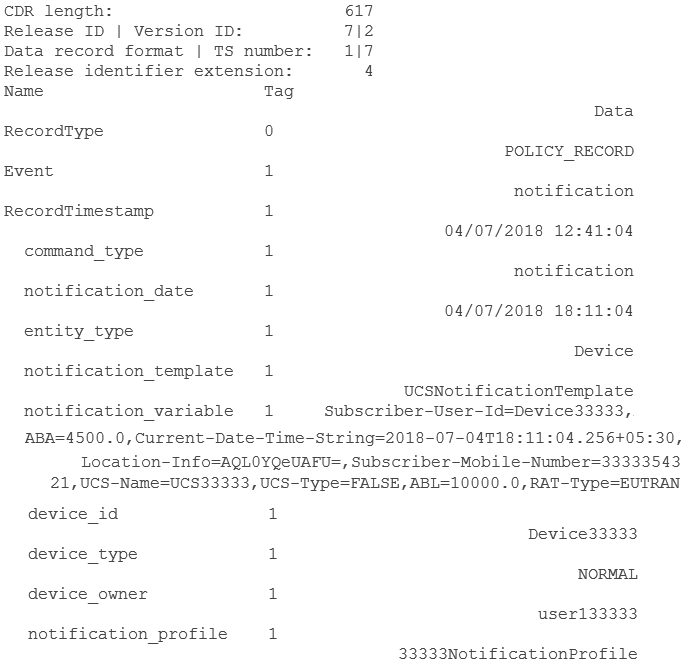 CDR length: 617
Release ID | Version ID: 7|2
Data record format | TS number: 1|7
Release identifier extension: 4
Name Tag
Data
RecordType 0
POLICY_RECORD
Event 1
notification
RecordTimestamp 1
04/07/2018 12:41:04
command_type 1
notification
notification_date 1
04/07/2018 18:11:04
entity_type 1
Device
notification_template 1
UCSNotificationTemplate
notification_variable 1 Subscriber-User-Id=Device33333,
ABA=4500.0,Current-Date-Time-String=2018-07-04T18:11:04.256+05:30,
Location-Info=AQL0YQeUAFU=,Subscriber-Mobile-Number=33333543
21,UCS-Name=UCS33333,UCS-Type=FALSE,ABL=10000.0,RAT-Type=EUTRAN
device_id 1
Device33333
device_type 1
NORMAL
device_owner 1
user133333
notification_profile 1
33333NotificationProfile